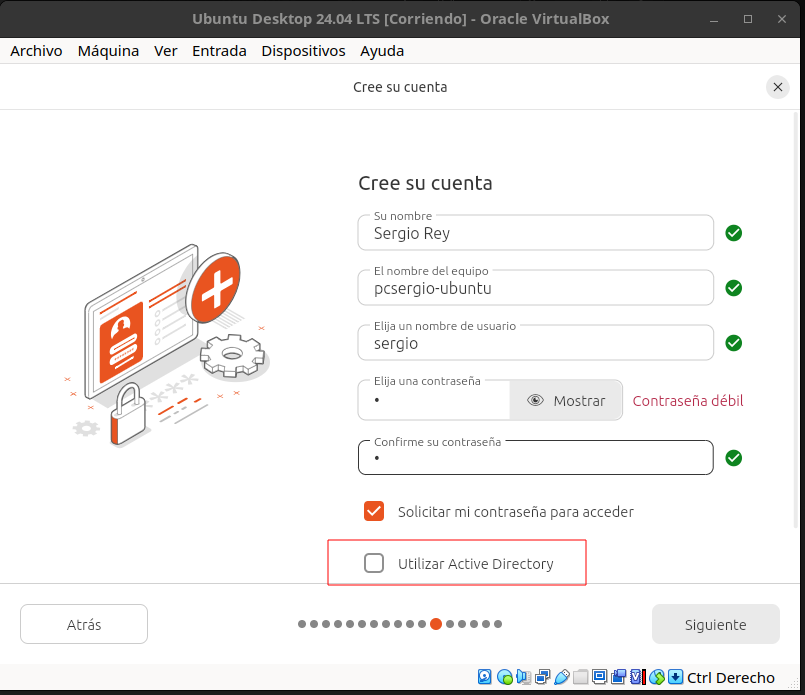 Ubuntu Desktop 24.04 LTS [Corriendo] - Oracle VirtualBox
Archivo Máquina Ver Entrada Dispositivos Ayuda
Cree su cuenta
Cree su cuenta
Su nombre
Sergio Rey
El nombre del equipo
pcsergio-ubuntu
Elija un nombre de usuario
sergio
Elija una contraseña
• Mostrar Contraseña débil
Confirme su contraseña
•
Solicitar mi contraseña para acceder
Utilizar Active Directory
Atrás Siguiente
Ctrl Derecho